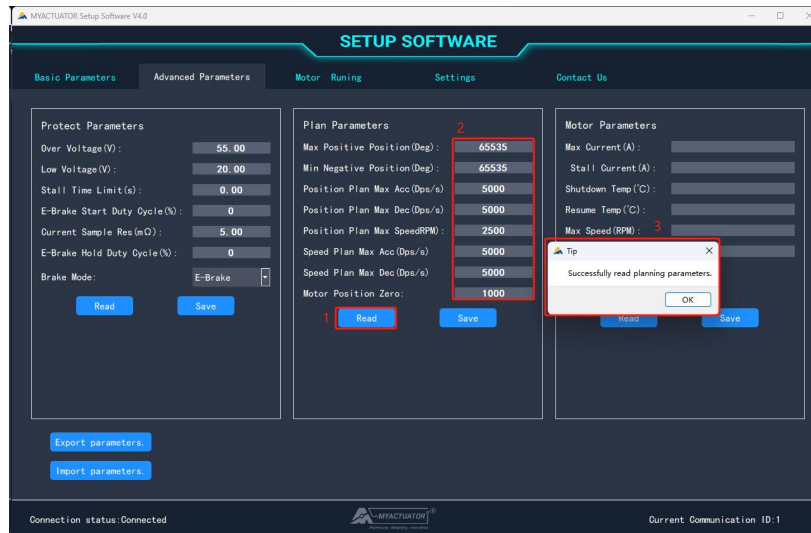 MYACTUATOR Setup Software V4.0
SETUP SOFTWARE
Basic Parameters
Advanced Parameters
Motor Runing
Settings
Contact Us
Protect Parameters
Over Voltage(V): 55.00
Low Voltage(V): 20.00
Stall Time Limit(s): 0.00
E-Brake Start Duty Cycle(%): 0
Current Sample Res(mΩ): 5.00
E-Brake Hold Duty Cycle(%): 0
Brake Mode: E-Brake
Read
Save
Plan Parameters
2
Max Positive Position(Deg): 65535
Min Negative Position(Deg): 65535
Position Plan Max Acc(Dps/s) 5000
Position Plan Max Dec(Dps/s) 5000
Position Plan Max SpeedRPM): 2500
Speed Plan Max Acc(Dps/s) 5000
Speed Plan Max Dec(Dps/s) 5000
Motor Position Zero: 1000
1
Read
Save
Motor Parameters
Max Current(A):
Stall Current(A):
Shutdown Temp(℃):
Resume Temp(℃):
Max Speed(RPM):
3
Tip
Successfully read planning parameters.
OK
Read
Save
Export parameters.
Import parameters.
Connection status:Connected
MYACTUATOR®
Current Communication ID:1